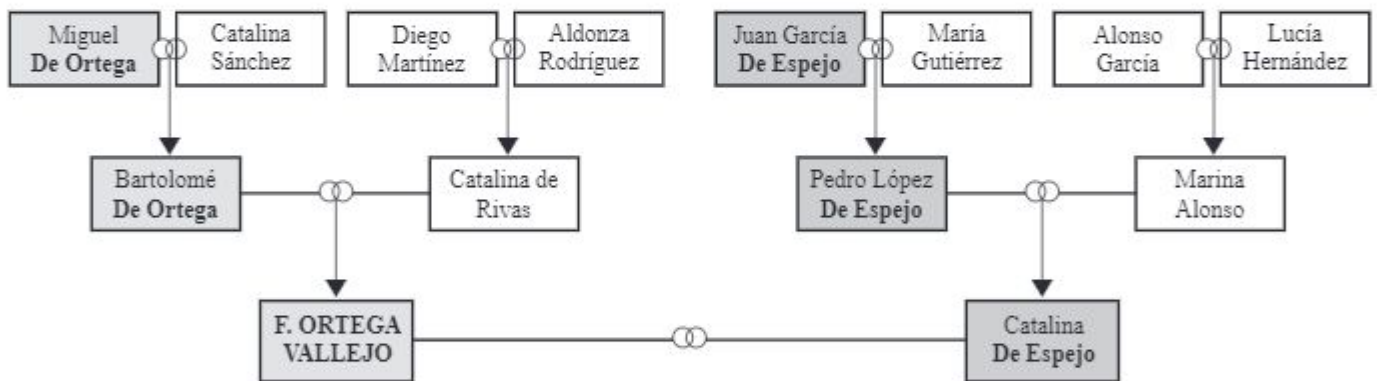 Miguel
De Ortega
Catalina
Sánchez
Diego
Martínez
Aldonza
Rodríguez
Juan García
De Espejo
María
Gutiérrez
Alonso
García
Lucía
Hernández
Bartolomé
De Ortega
Catalina de
Rivas
Pedro López
De Espejo
Marina
Alonso
F. ORTEGA
VALLEJO
Catalina
De Espejo